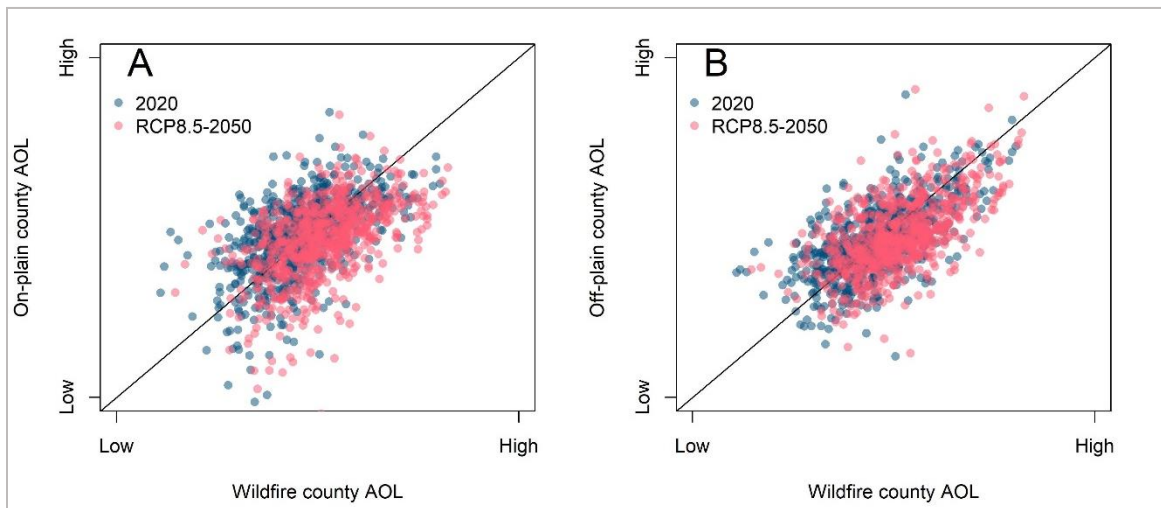 A
2020
RCP8.5-2050
High
On-plain county AOL
Low
Low
High
Wildfire county AOL
B
2020
RCP8.5-2050
High
Off-plain county AOL
Low
Low
High
Wildfire county AOL